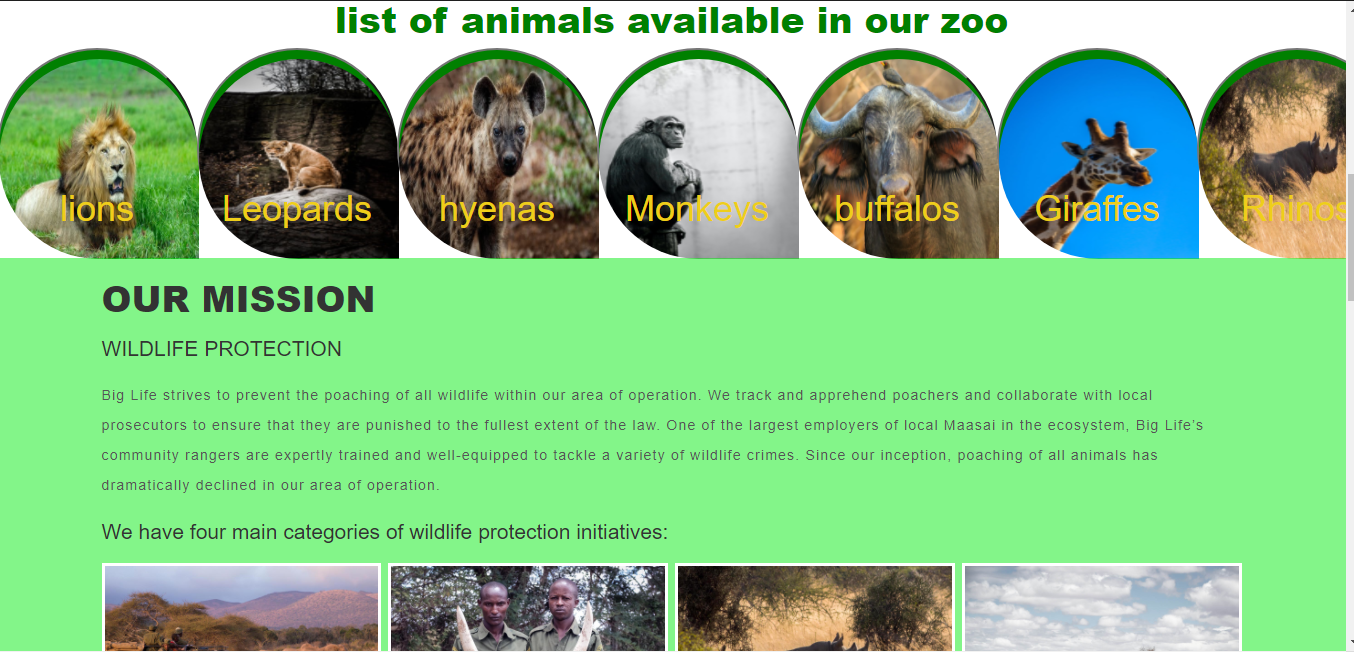 list of animals available in our zoo
lions
Leopards
hyenas
Monkeys
buffalos
Giraffes
Rhinos
OUR MISSION
WILDLIFE PROTECTION
Big Life strives to prevent the poaching of all wildlife within our area of operation. We track and apprehend poachers and collaborate with local
prosecutors to ensure that they are punished to the fullest extent of the law. One of the largest employers of local Maasai in the ecosystem, Big Life's
community rangers are expertly trained and well-equipped to tackle a variety of wildlife crimes. Since our inception, poaching of all animals has
dramatically declined in our area of operation.
We have four main categories of wildlife protection initiatives: